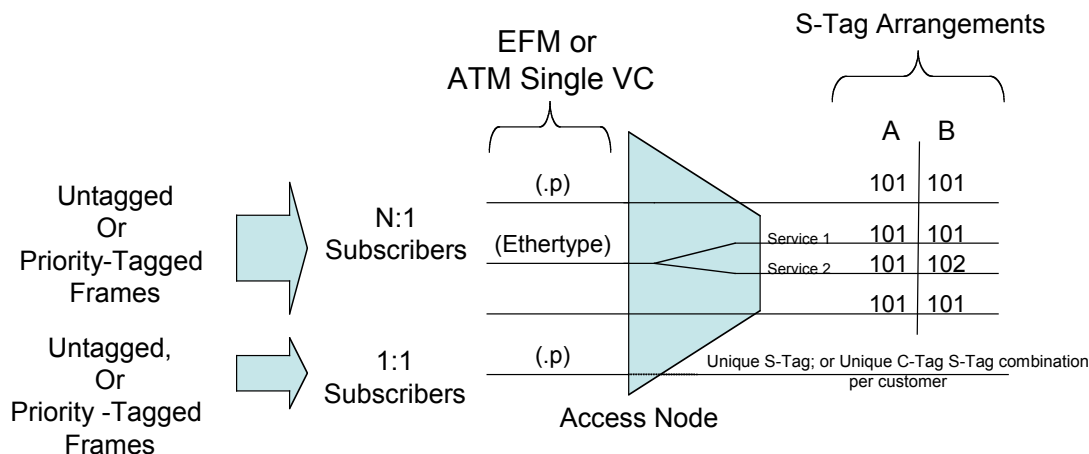 S-Tag Arrangements
EFM or
ATM Single VC
A B
(.p) 101 101
Untagged
Or
Priority-Tagged
Frames
N:1
Subscribers
(Ethertype)
Service 1 101 101
Service 2 101 102
101 101
Untagged,
Or
Priority -Tagged
Frames
1:1
Subscribers
(.p)
Unique S-Tag; or Unique C-Tag S-Tag combination
per customer
Access Node